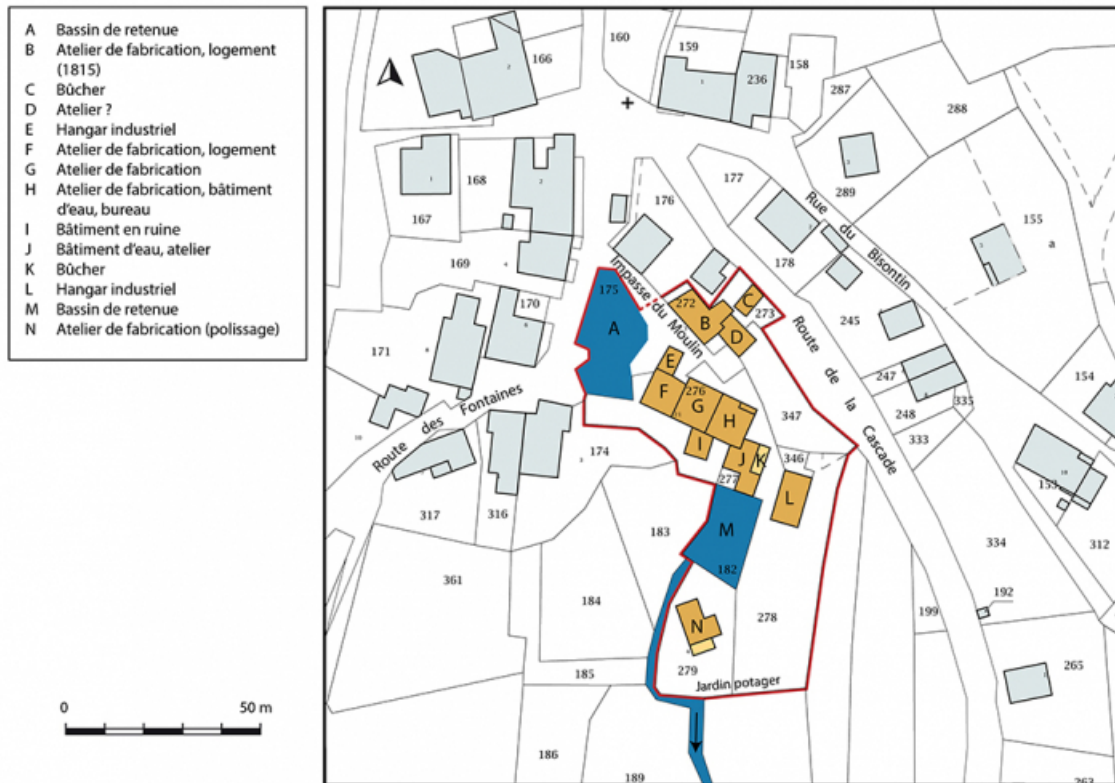 A Bassin de retenue
B Atelier de fabrication, logement
(1815)
C Bûcher
D Atelier ?
E Hangar industriel
F Atelier de fabrication, logement
G Atelier de fabrication
H Atelier de fabrication, bâtiment
d'eau, bureau
I Bâtiment en ruine
J Bâtiment d'eau, atelier
K Bûcher
L Hangar industriel
M Bassin de retenue
N Atelier de fabrication (polissage)
0 50 m
160
159
158
166
236
287
288
177
176
289
168
167
155
a
Rue du Bisontin
178
169
170
175
Impasse du Moulin
272
C
273
A
B
D
245
171
Route de la Cascade
E
247
154
335
F
276
G
H
248
347
333
Route des Fontaines
I
J
K
346
174
277
L
153
317
316
183
M
182
334
312
361
184
192
199
N
278
265
279
185
Jardin potager
186
189
263